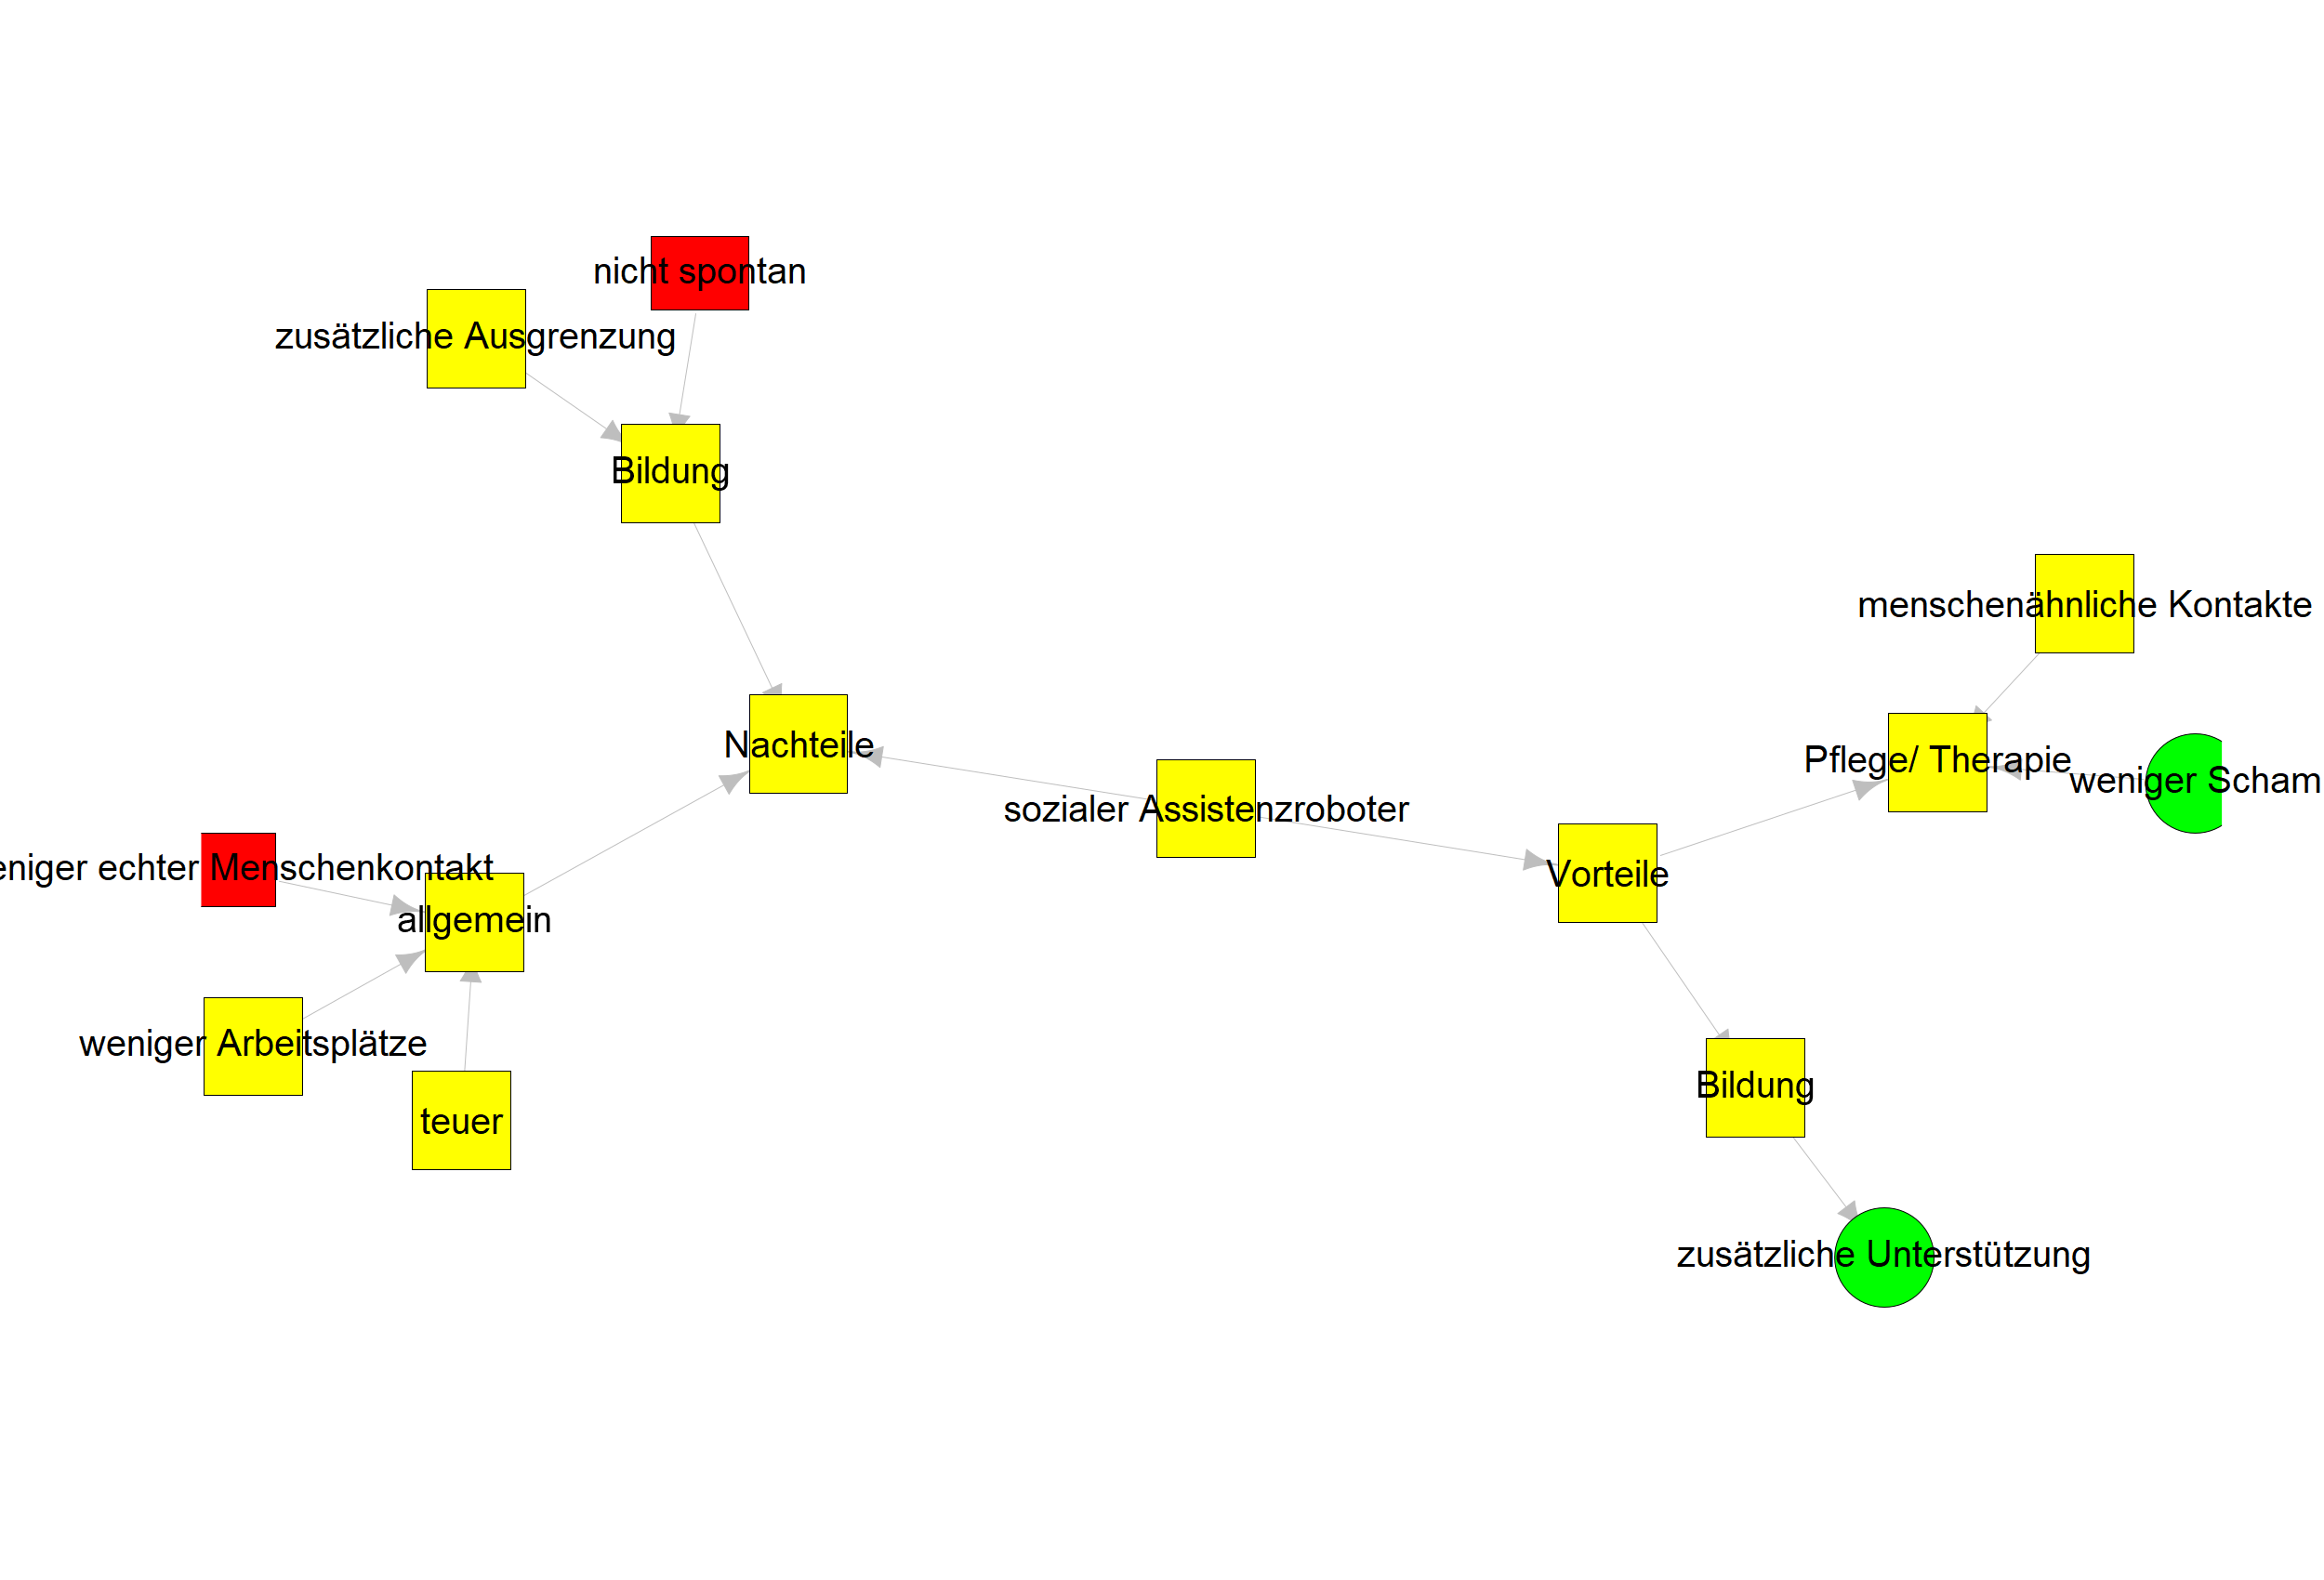 nicht spontan
zusätzliche Ausgrenzung
Bildung
menschenähnliche Kontakte
Nachteile
Pflege/ Therapie
weniger Scham
sozialer Assistenzroboter
eniger echter Menschenkontakt
Vorteile
allgemein
weniger Arbeitsplätze
Bildung
teuer
zusätzliche Unterstützung